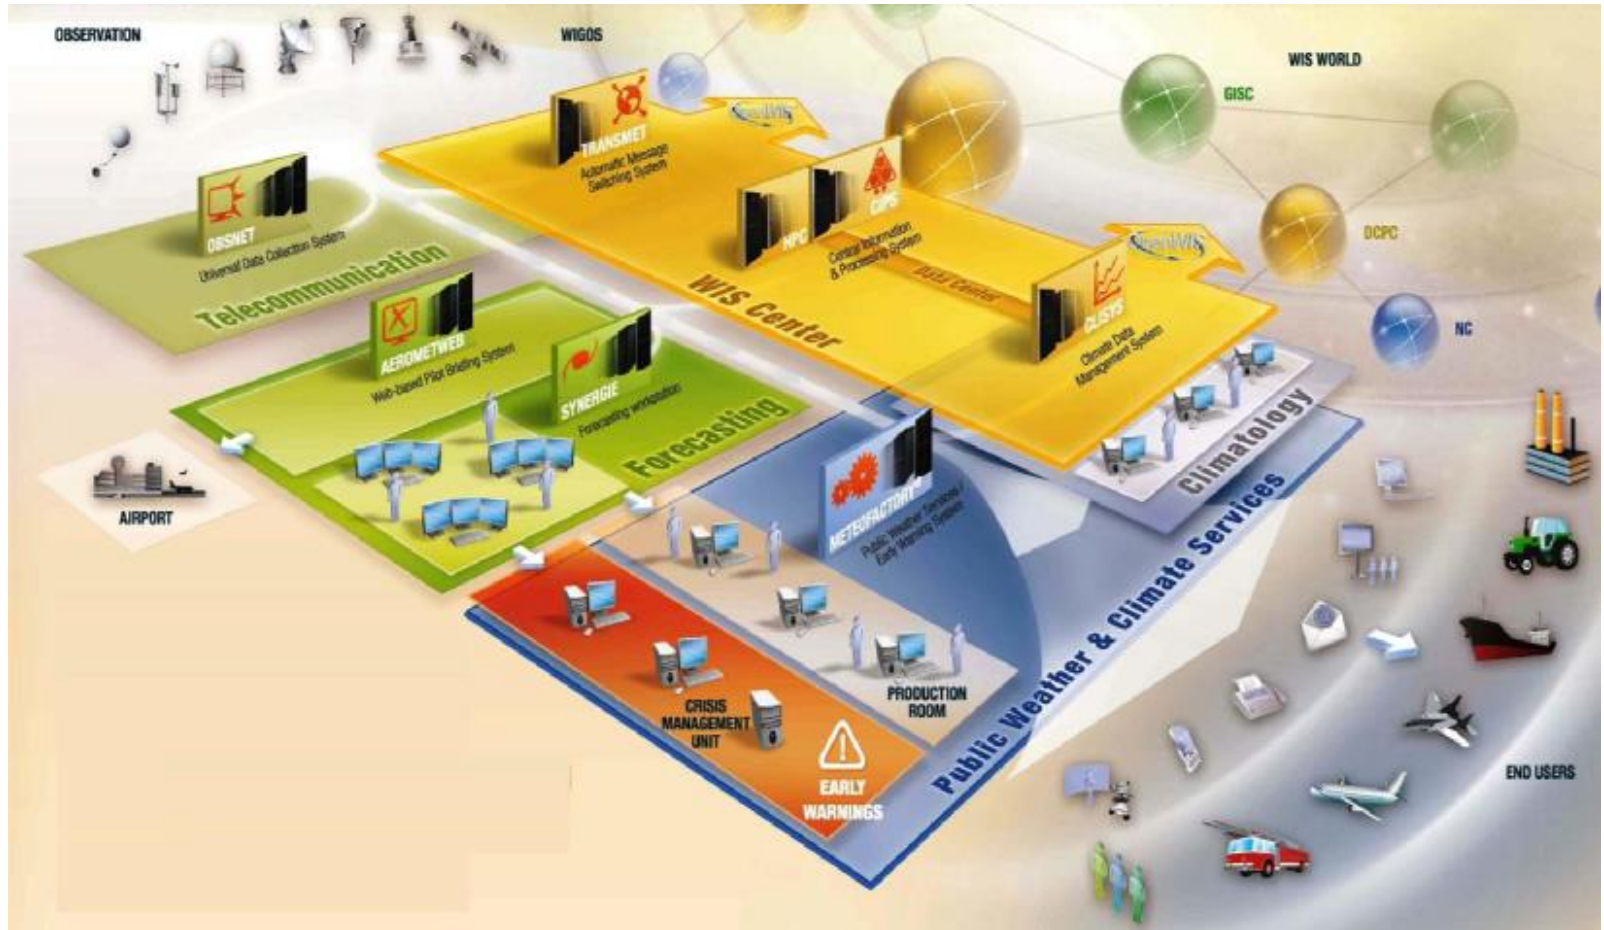 OBSERVATION
WIGOS
WIS WORLD
GISC
TRANSMET
Automatic Message
Switching System
OpenWIS
HPC
CIPS
Central Information
& Processing System
OBSNET
Universal Data Collection System
Telecommunication
DCPC
OpenWIS
Data Center
WIS Center
CLISYS
Climate Data
Management System
NC
AEROMETWEB
Web-based Pilot Briefing System
SYNERGIE
Forecasting workstation
Forecasting
Climatology
AIRPORT
METEOFACTORY®
Public Weather Services /
Early Warning System
Public Weather & Climate Services
PRODUCTION
ROOM
CRISIS
MANAGEMENT
UNIT
EARLY
WARNINGS
END USERS